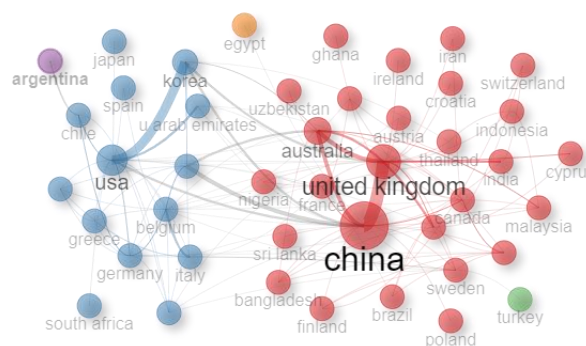 egypt
ghana
iran
japan
argentina
korea
ireland
switzerland
spain
uzbekistan
croatia
chile
u.arab emirates
austria
indonesia
australia
thailand
usa
united kingdom
india
cyprus
nigeria
france
belgium
canada
malaysia
greece
china
sri lanka
germany
italy
sweden
bangladesh
south africa
finland
brazil
poland
turkey